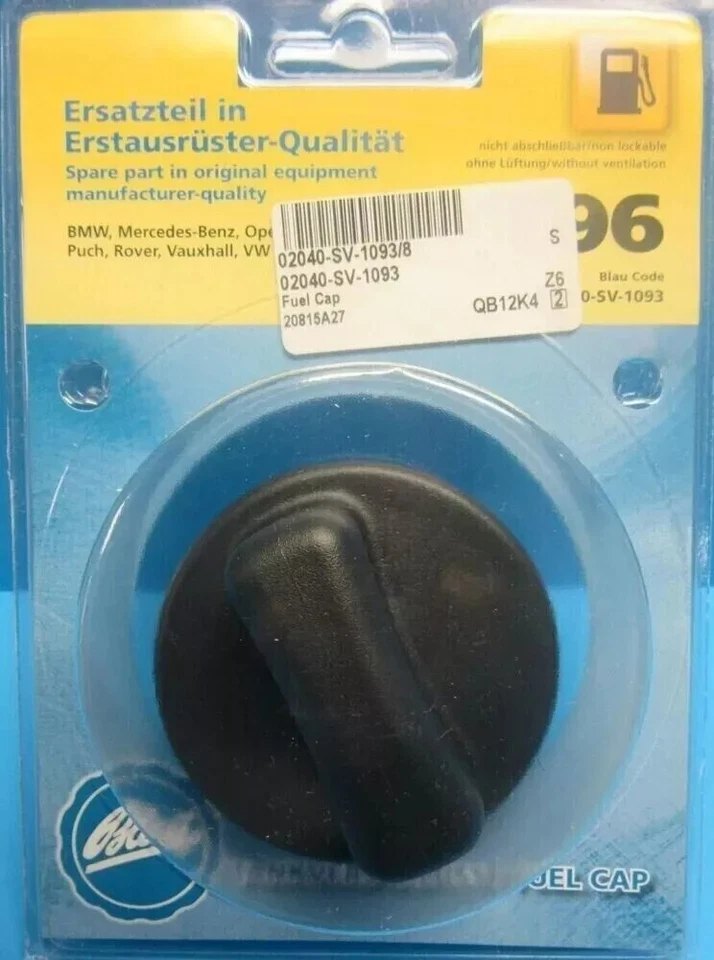 Ersatzteil in
Erstausrüster-Qualität
Spare part in original equipment
manufacturer-quality
BMW, Mercedes-Benz, Ope
Puch, Rover, Vauxhall, VW
nicht abschließbar/non lockable
ohne Lüftung/without ventilation
96
Blau Code
0-SV-1093
02040-SV-1093/8
02040-SV-1093
Fuel Cap
20815A27
S
Z6
QB12K4 2
UEL CAP